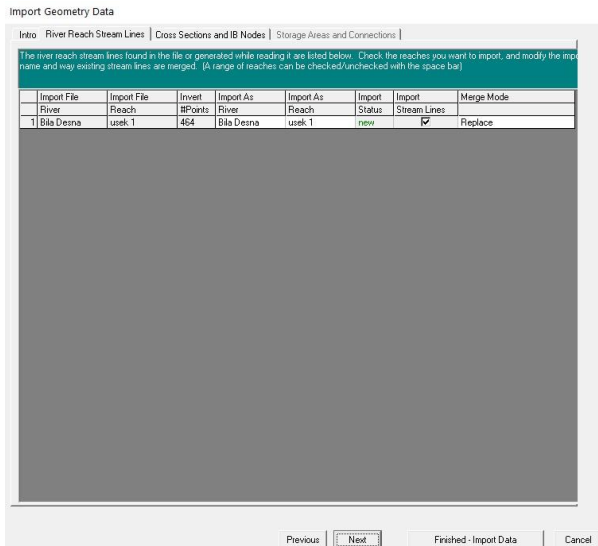 Import Geometry Data
Intro River Reach Stream Lines Cross Sections and IB Nodes Storage Areas and Connections
The river reach stream lines found in the file or generated while reading it are listed below. Check the reaches you want to import, and modify the impo
name and way existing stream lines are merged. (A range of reaches can be checked/unchecked with the space bar)
Import File Import File Invert Import As Import As Import Import Merge Mode
River Reach #Points River Reach Status Stream Lines
1 Bila Desna usek 1 464 Bila Desna usek 1 new Replace
Previous Next Finished - Import Data Cancel